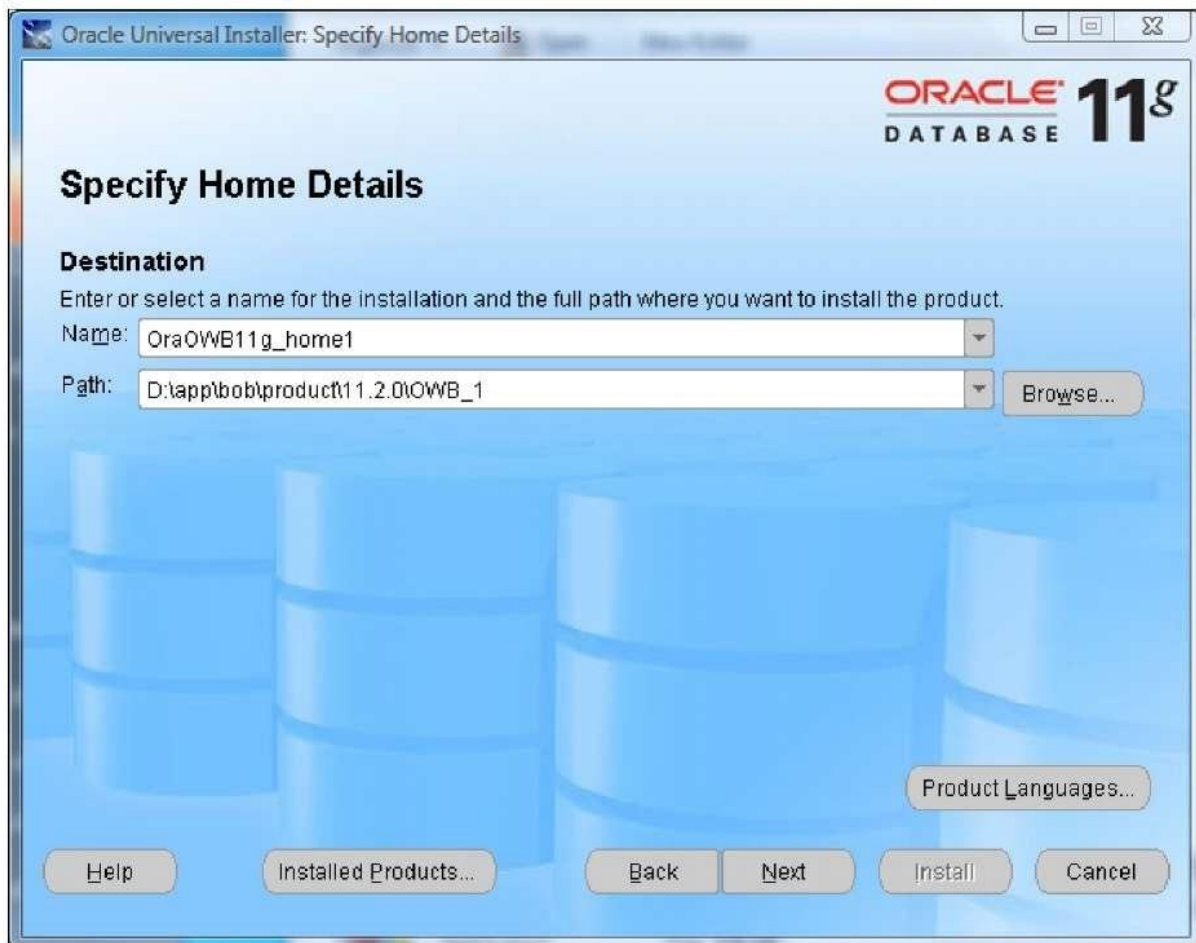 Oracle Universal Installer: Specify Home Details
ORACLE 11g
DATABASE
Specify Home Details
Destination
Enter or select a name for the installation and the full path where you want to install the product.
Name: OraOWB11g_home1
Path: D:\app\bob\product\11.2.0\OWB_1 Browse...
Product Languages...
Help Installed Products... Back Next Install Cancel